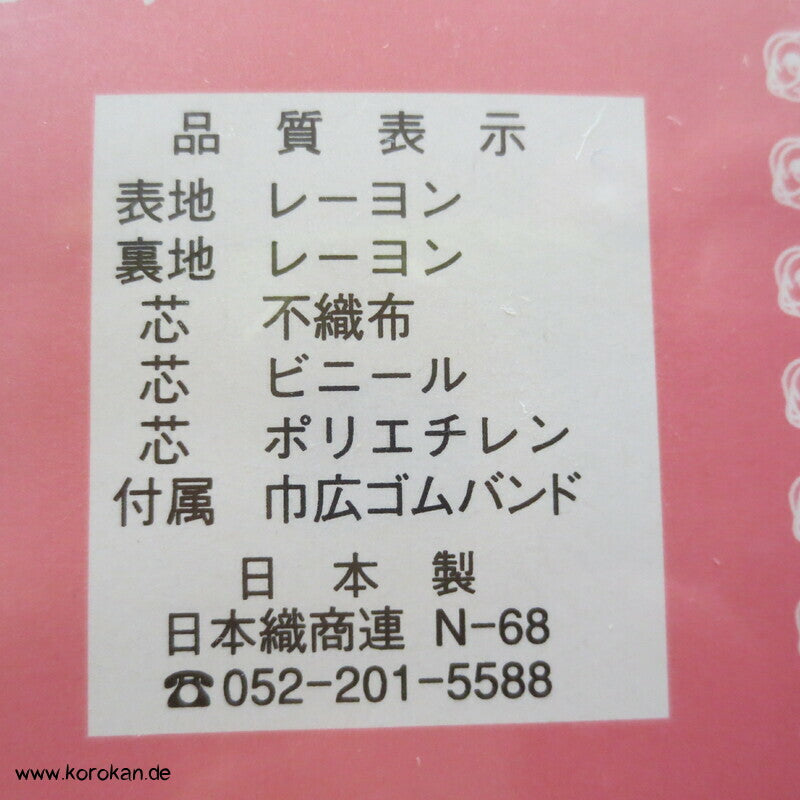 品質表示
表地 レーヨン
裏地 レーヨン
芯 不織布
芯 ビニール
芯 ポリエチレン
付属 巾広ゴムバンド
日本製
日本織商連 N-68
☎052-201-5588
www.korokan.de